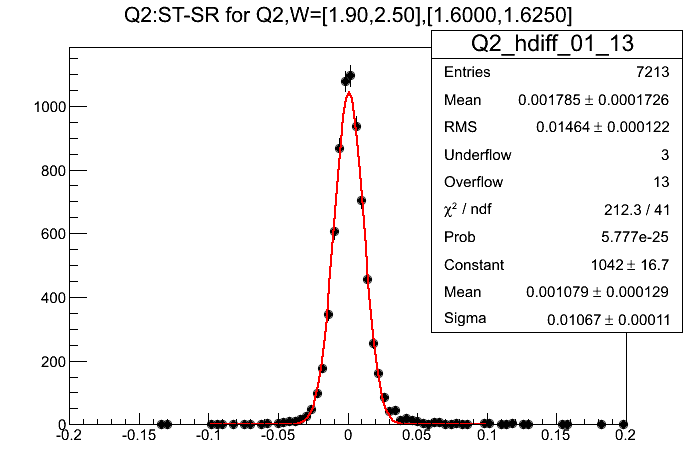 Q2:ST-SR for Q2,W=[1.90,2.50],[1.6000,1.6250]
Q2_hdiff_01_13
Entries 7213
Mean 0.001785 ± 0.0001726
RMS 0.01464 ± 0.000122
Underflow 3
Overflow 13
χ² / ndf 212.3 / 41
Prob 5.777e-25
Constant 1042 ± 16.7
Mean 0.001079 ± 0.000129
Sigma 0.01067 ± 0.00011
1000
800
600
400
200
0
-0.2 -0.15 -0.1 -0.05 0 0.05 0.1 0.15 0.2